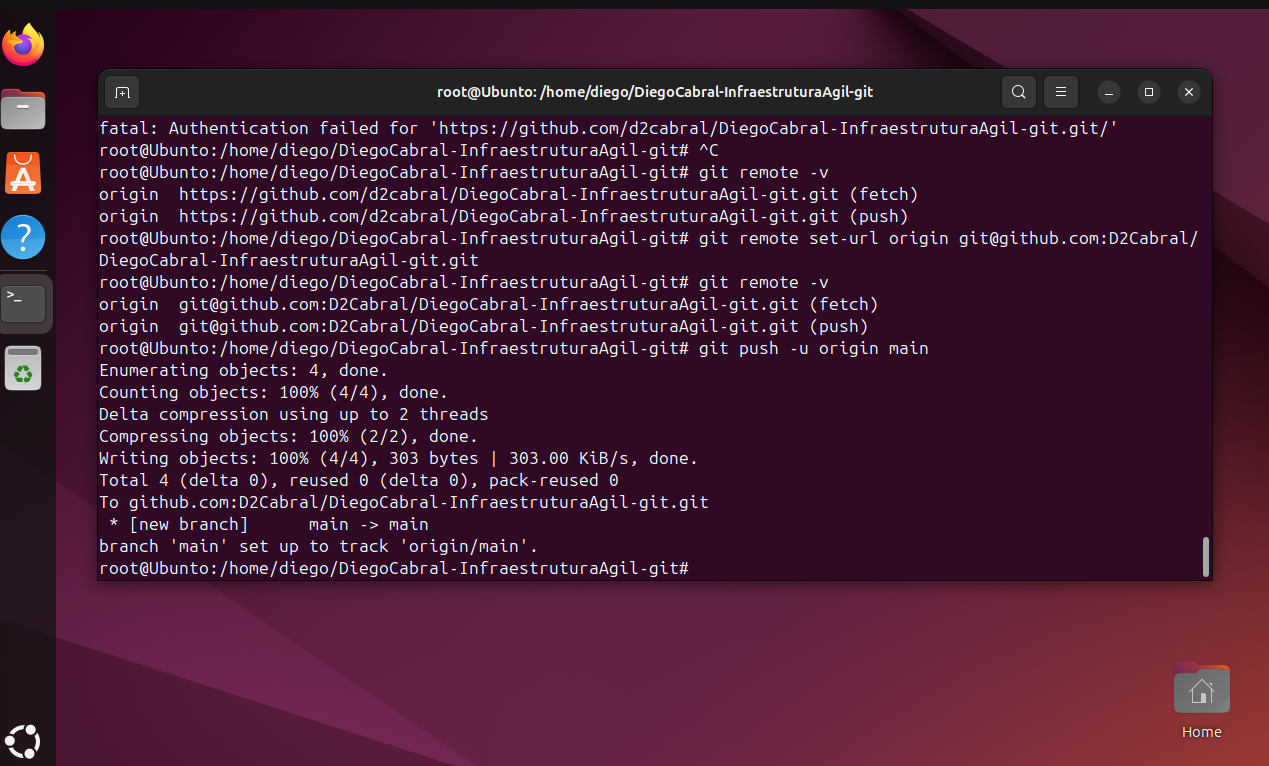 root@Ubunto: /home/diego/DiegoCabral-InfraestruturaAgil-git
fatal: Authentication failed for 'https://github.com/d2cabral/DiegoCabral-InfraestruturaAgil-git.git/'
root@Ubunto:/home/diego/DiegoCabral-InfraestruturaAgil-git# ^C
root@Ubunto:/home/diego/DiegoCabral-InfraestruturaAgil-git# git remote -v
origin  https://github.com/d2cabral/DiegoCabral-InfraestruturaAgil-git.git (fetch)
origin  https://github.com/d2cabral/DiegoCabral-InfraestruturaAgil-git.git (push)
root@Ubunto:/home/diego/DiegoCabral-InfraestruturaAgil-git# git remote set-url origin git@github.com:D2Cabral/
DiegoCabral-InfraestruturaAgil-git.git
root@Ubunto:/home/diego/DiegoCabral-InfraestruturaAgil-git# git remote -v
origin  git@github.com:D2Cabral/DiegoCabral-InfraestruturaAgil-git.git (fetch)
origin  git@github.com:D2Cabral/DiegoCabral-InfraestruturaAgil-git.git (push)
root@Ubunto:/home/diego/DiegoCabral-InfraestruturaAgil-git# git push -u origin main
Enumerating objects: 4, done.
Counting objects: 100% (4/4), done.
Delta compression using up to 2 threads
Compressing objects: 100% (2/2), done.
Writing objects: 100% (4/4), 303 bytes | 303.00 KiB/s, done.
Total 4 (delta 0), reused 0 (delta 0), pack-reused 0
To github.com:D2Cabral/DiegoCabral-InfraestruturaAgil-git.git
 * [new branch]      main -> main
branch 'main' set up to track 'origin/main'.
root@Ubunto:/home/diego/DiegoCabral-InfraestruturaAgil-git#
Home